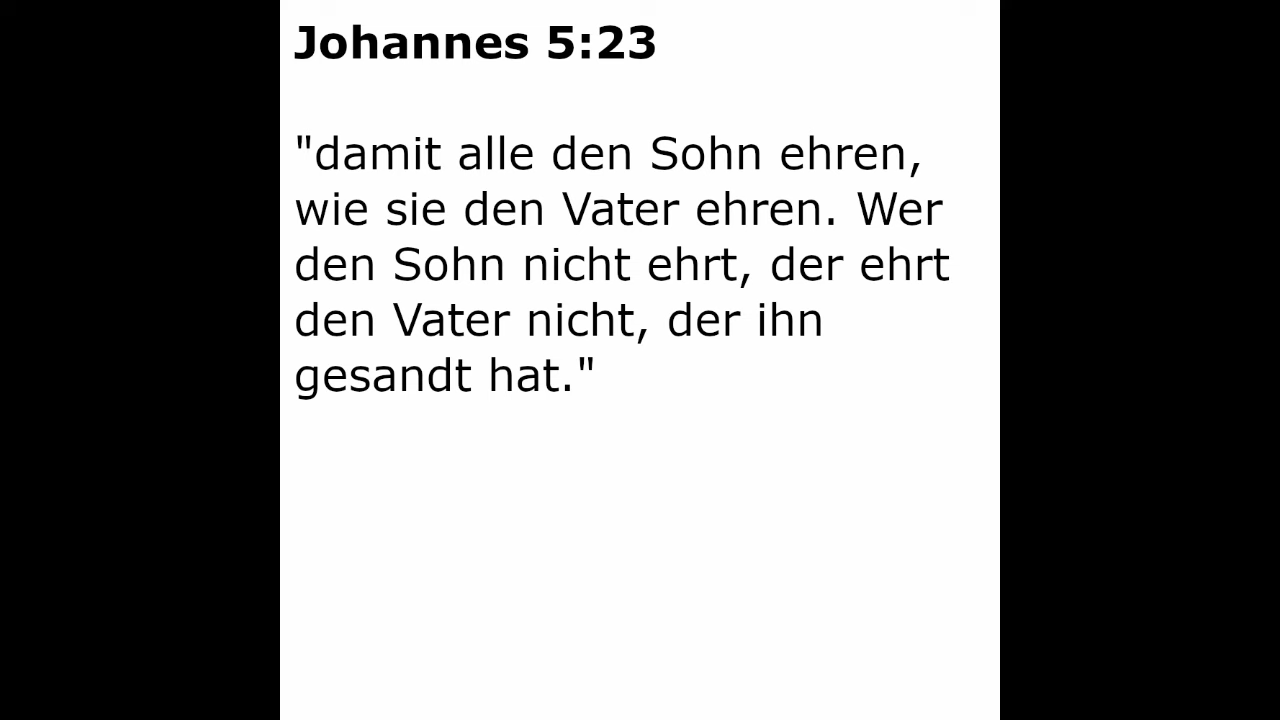 Johannes 5:23
"damit alle den Sohn ehren,
wie sie den Vater ehren. Wer
den Sohn nicht ehrt, der ehrt
den Vater nicht, der ihn
gesandt hat."